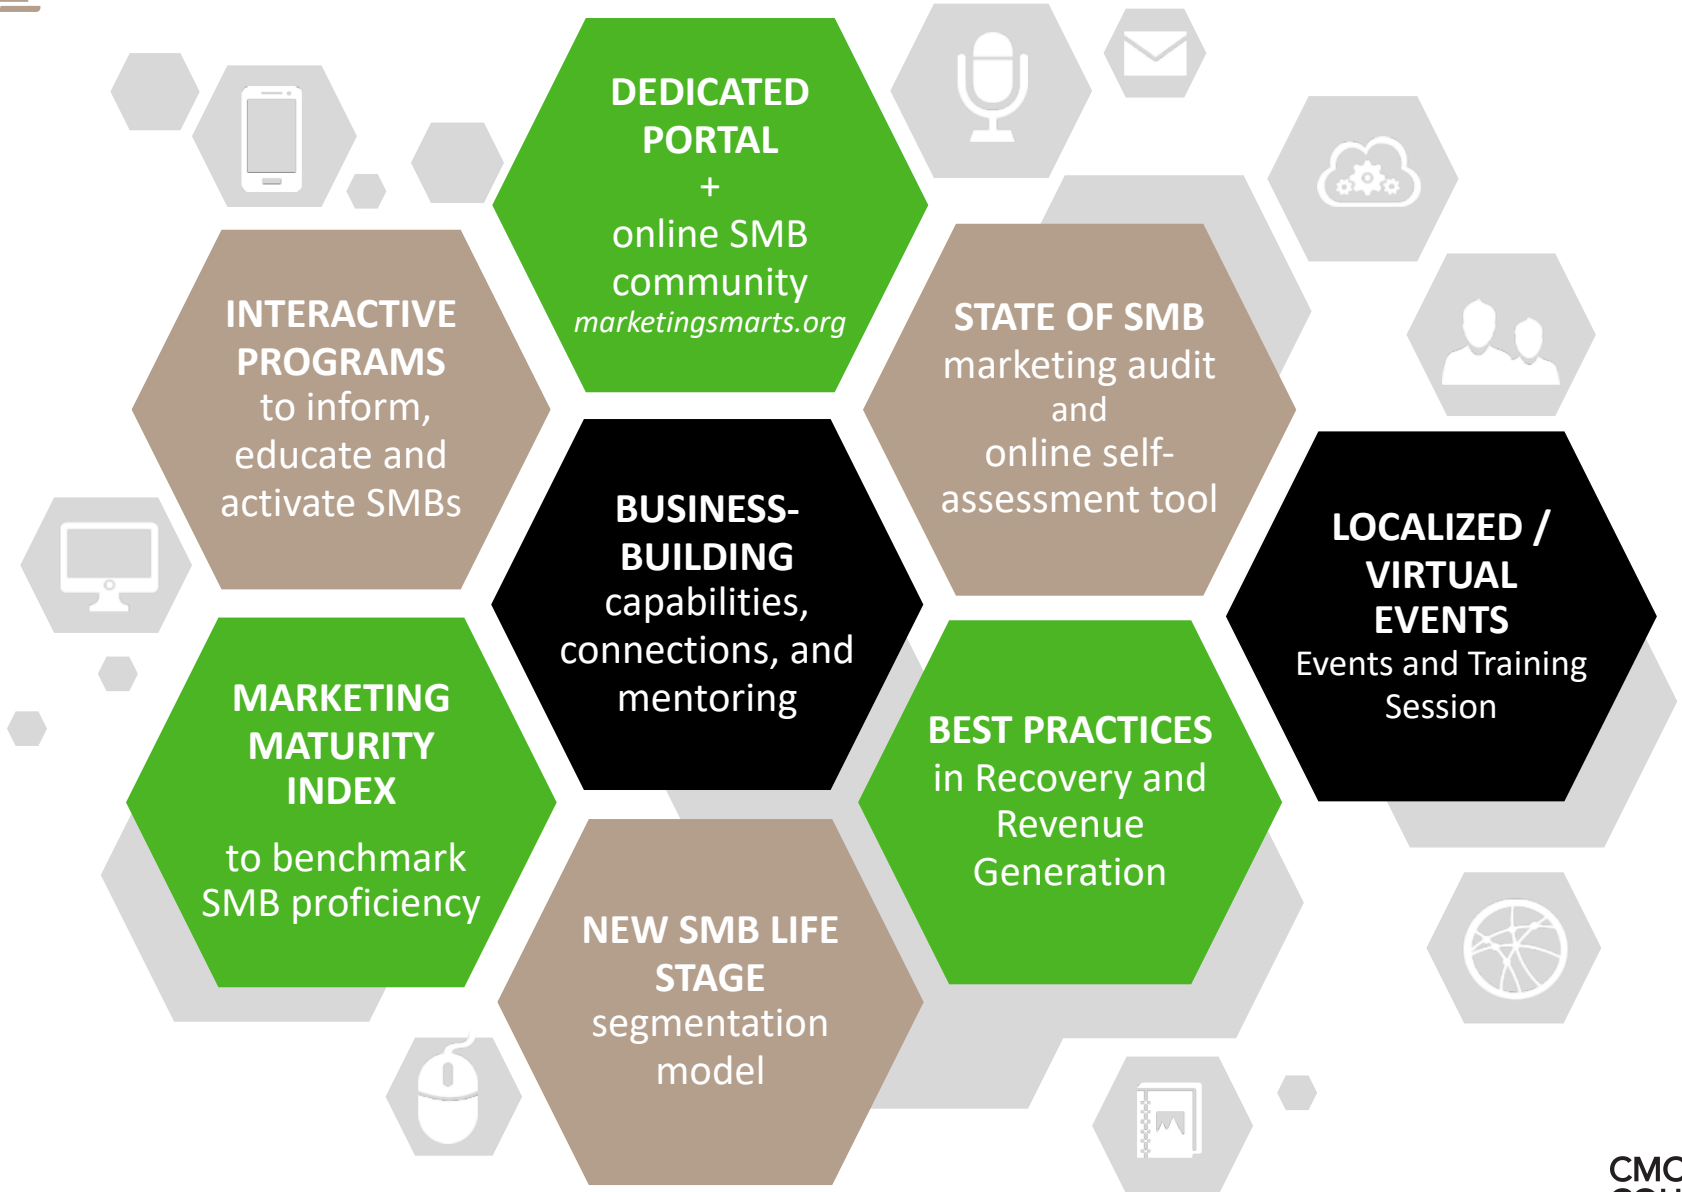 DEDICATED
PORTAL
+
online SMB
community
marketingsmarts.org
INTERACTIVE
PROGRAMS
to inform,
educate and
activate SMBs
STATE OF SMB
marketing audit
and
online self-
assessment tool
BUSINESS-
BUILDING
capabilities,
connections, and
mentoring
LOCALIZED /
VIRTUAL
EVENTS
Events and Training
Session
MARKETING
MATURITY
INDEX
to benchmark
SMB proficiency
BEST PRACTICES
in Recovery and
Revenue
Generation
NEW SMB LIFE
STAGE
segmentation
model